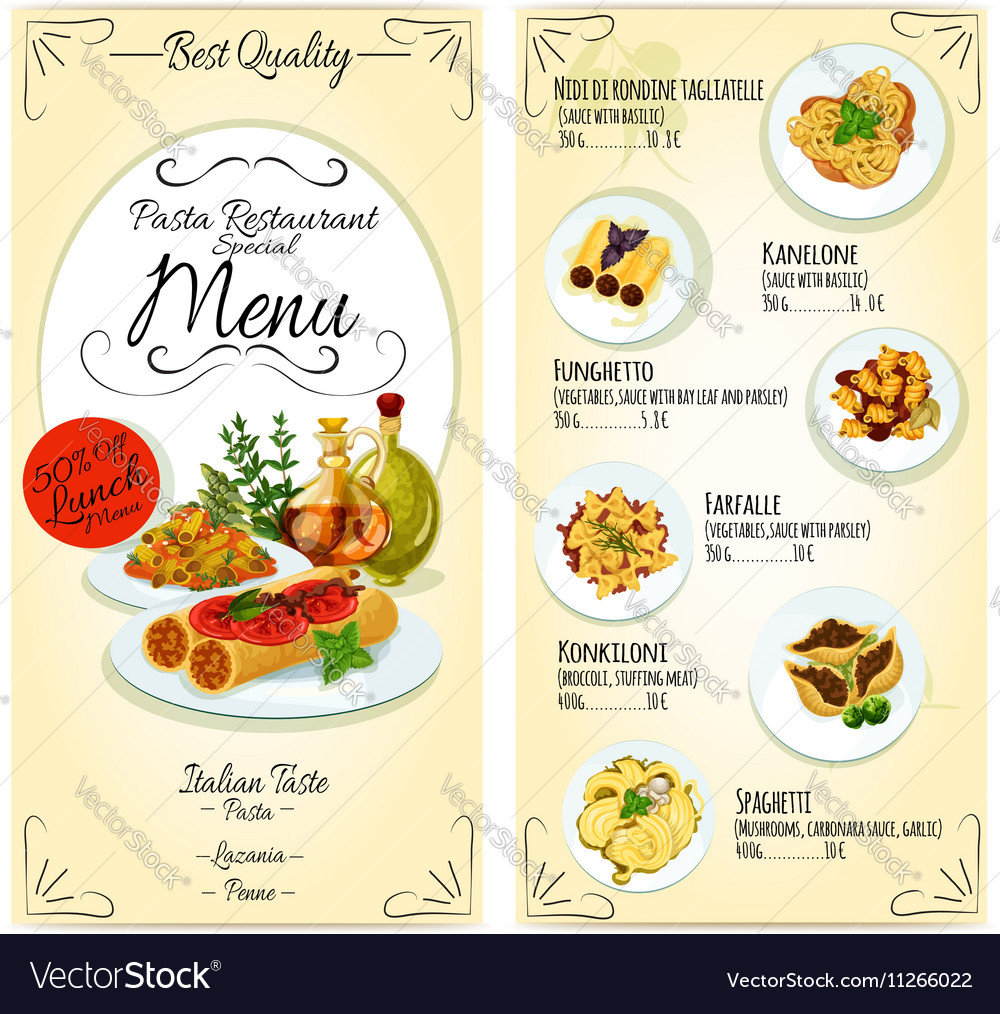 Best Quality
Pasta Restaurant
Special
Menu
50% Off
Lunch
Menu
Italian Taste
– Pasta –
–Lazania–
– Penne –
Nidi di rondine tagliatelle
(sauce with basilic)
350 g.............10 .8 €
Kanelone
(sauce with basilic)
350 g.............14 .0 €
Funghetto
(vegetables,sauce with bay leaf and parsley)
350 g.............5.8 €
Farfalle
(vegetables,sauce with parsley)
350 g.............10 €
Konkiloni
(broccoli, stuffing meat)
400g.............10 €
Spaghetti
(Mushrooms, carbonara sauce, garlic)
400g.............10 €
VectorStock®
VectorStock.com/11266022